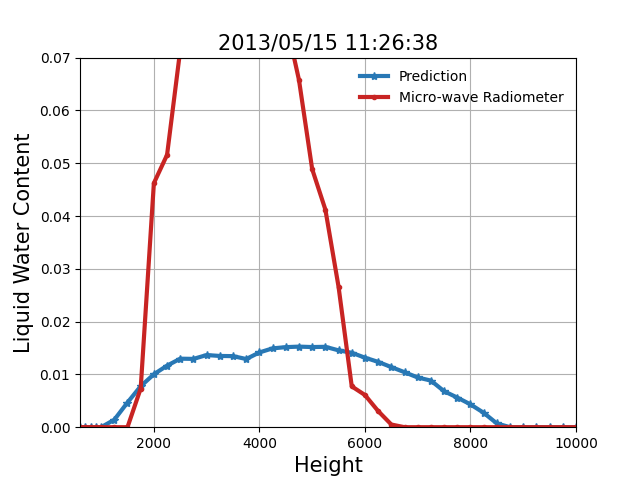 2013/05/15 11:26:38
0.07
0.06
0.05
0.04
0.03
0.02
0.01
0.00
Liquid Water Content
Prediction
Micro-wave Radiometer
2000 4000 6000 8000 10000
Height